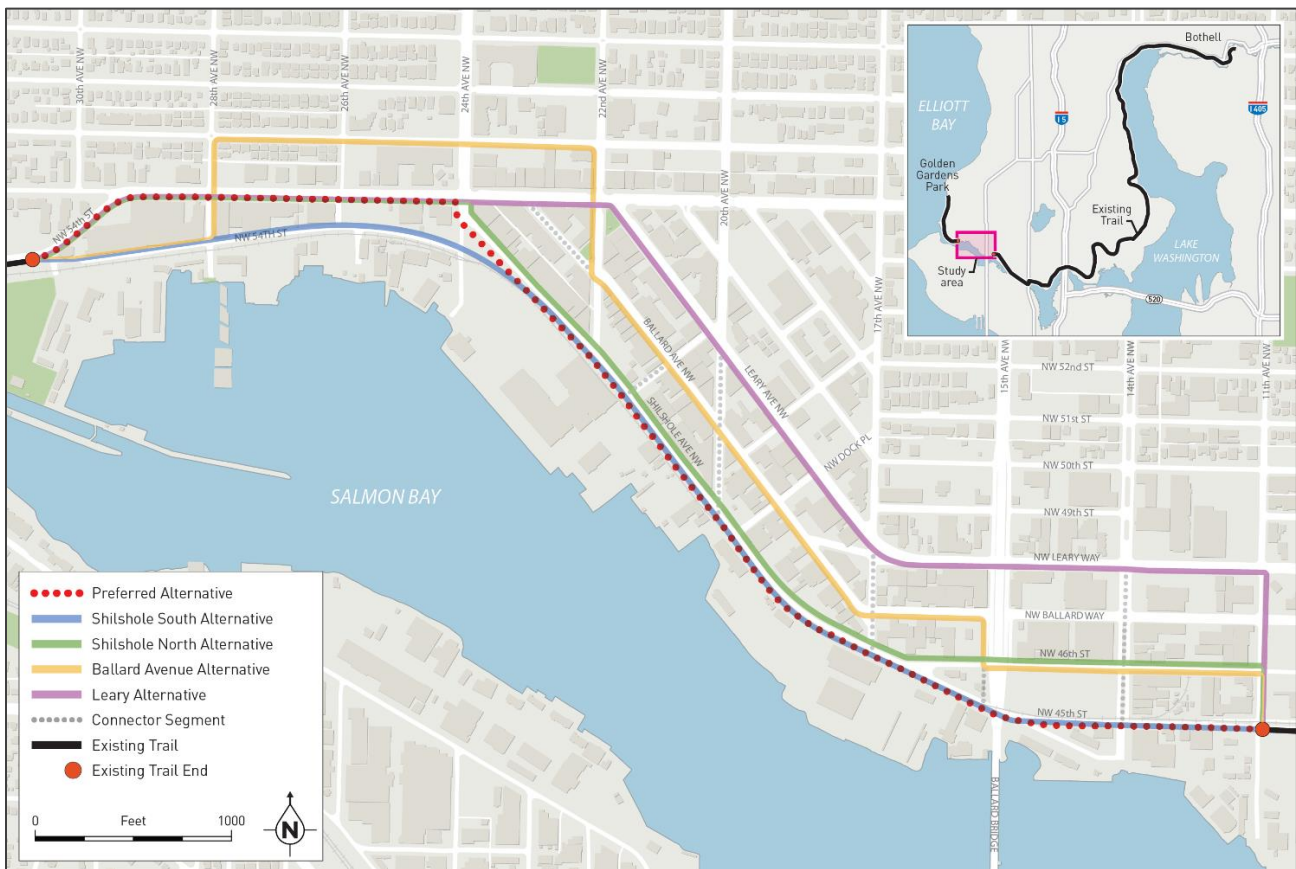 30th AVE NW
28th AVE NW
26th AVE NW
24th AVE NW
22nd AVE NW
20th AVE NW
17th AVE NW
15th AVE NW
14th AVE NW
11th AVE NW
NW 54th ST
NW 54TH ST
BALLARD AVE NW
LEARY AVE NW
SHILSHOLE AVE NW
NW DOCK PL
NW 52nd ST
NW 51st ST
NW 50th ST
NW 49th ST
NW LEARY WAY
NW BALLARD WAY
NW 46th ST
NW 45th ST
BALLARD BRIDGE
SALMON BAY
Bothell
ELLIOTT
BAY
I 5
I 405
Golden
Gardens
Park
Existing
Trail
LAKE
WASHINGTON
Study
area
520
Preferred Alternative
Shilshole South Alternative
Shilshole North Alternative
Ballard Avenue Alternative
Leary Alternative
Connector Segment
Existing Trail
Existing Trail End
0 Feet 1000
N